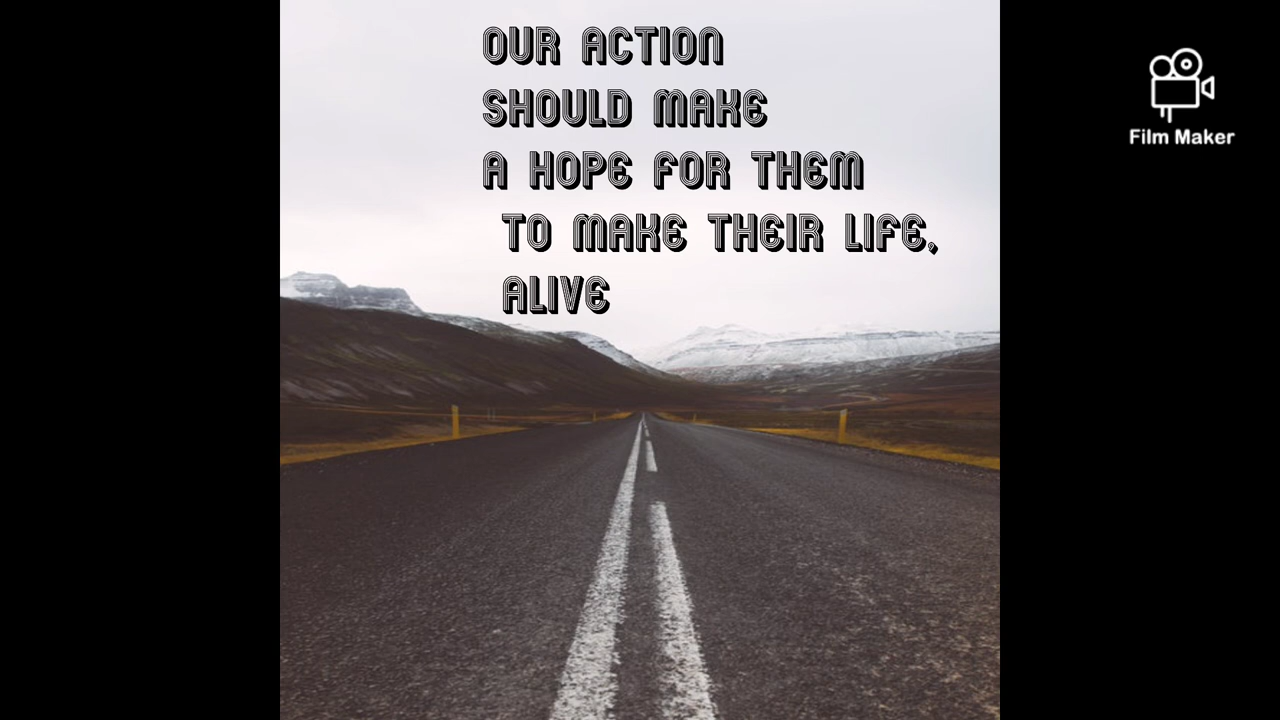 OUR ACTION
SHOULD MAKE
A HOPE FOR THEM
TO MAKE THEIR LIFE,
ALIVE
Film Maker